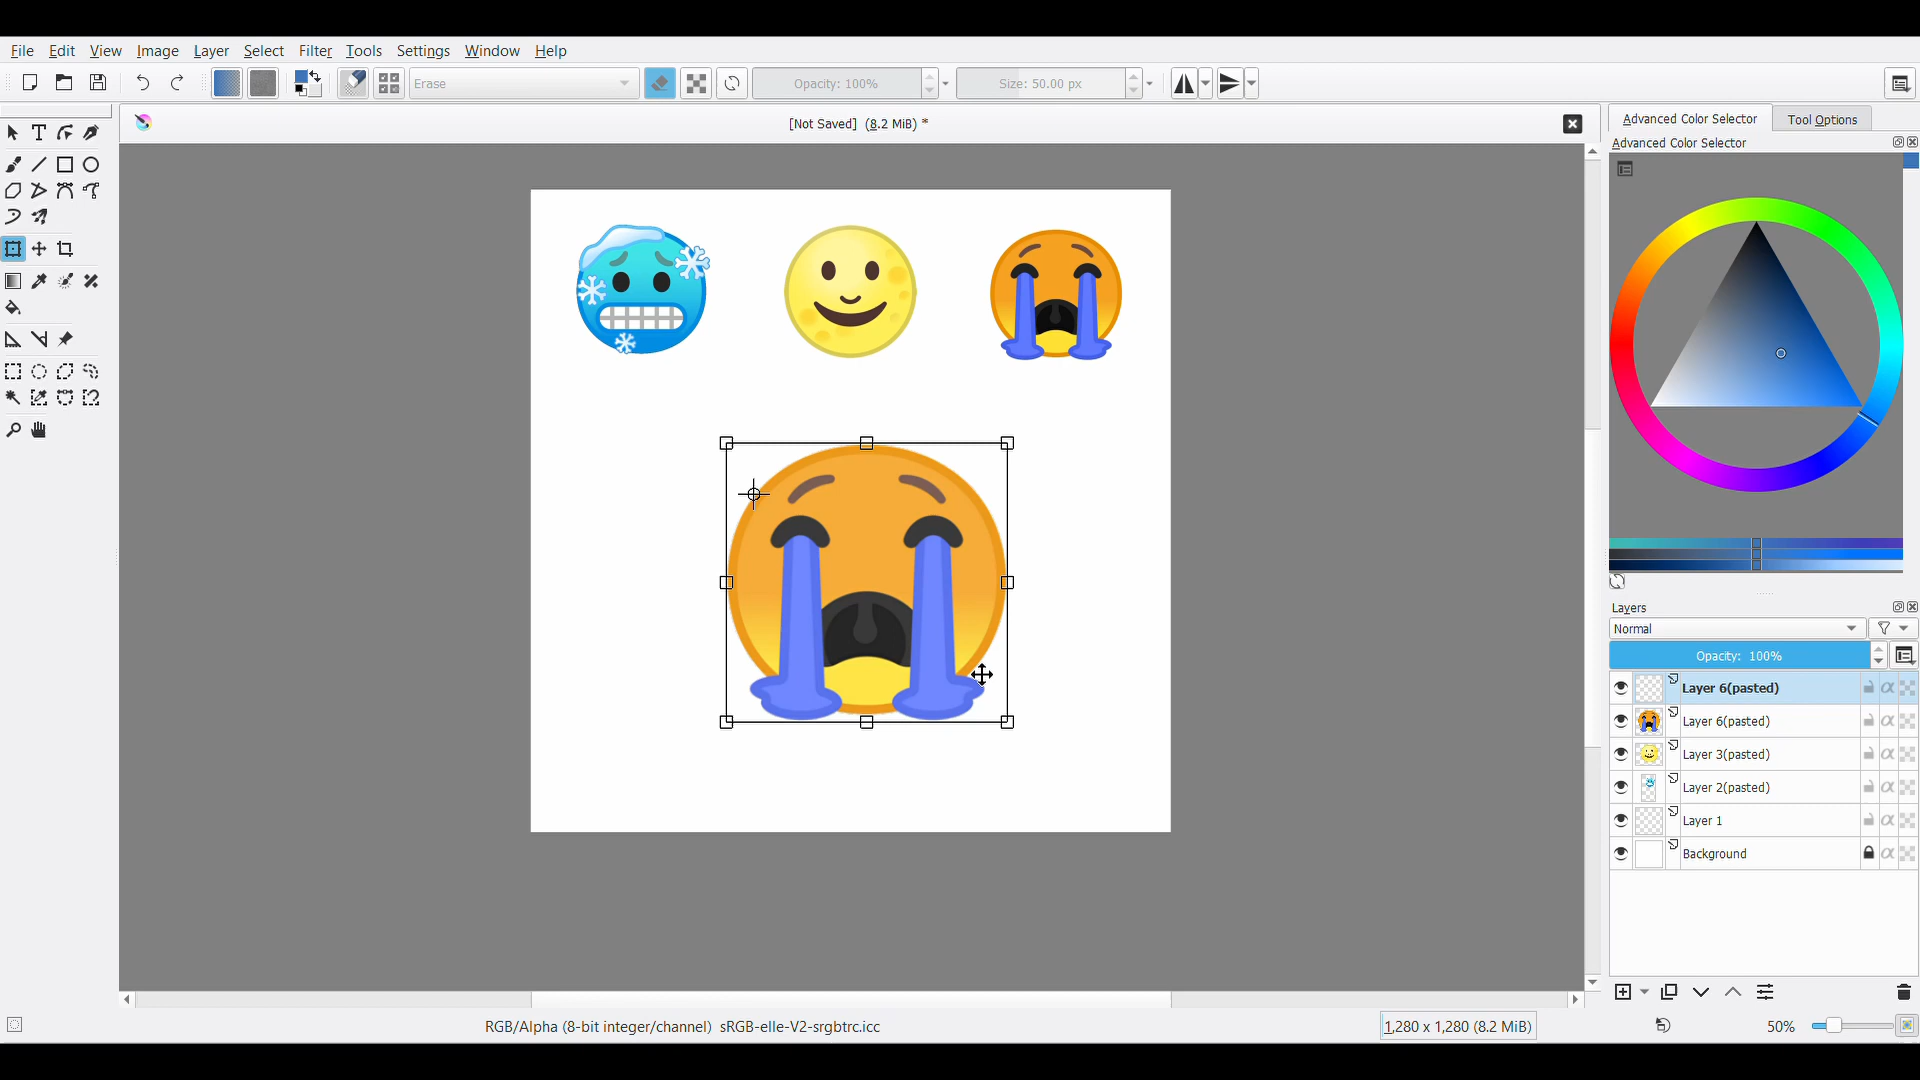 File Edit View Image Layer Select Filter Tools Settings Window Help
Erase Opacity: 100% Size: 50.00 px
[Not Saved] (8.2 MiB) *
Advanced Color Selector Tool Options
Advanced Color Selector
Layers
Normal
Opacity: 100%
Layer 6(pasted)
Layer 6(pasted)
Layer 3(pasted)
Layer 2(pasted)
Layer 1
Background
RGB/Alpha (8-bit integer/channel) sRGB-elle-V2-srgbtrc.icc 1,280 x 1,280 (8.2 MiB) 50%